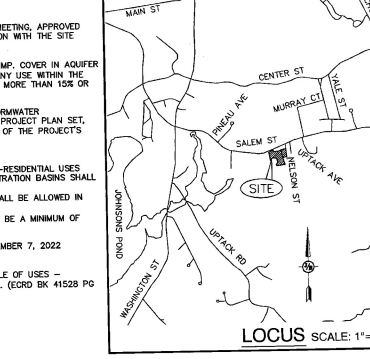 MEETING, APPROVED
ON WITH THE SITE
MP. COVER IN AQUIFER
NY USE WITHIN THE
MORE THAN 15% OR
ORMWATER
PROJECT PLAN SET,
OF THE PROJECT'S
-RESIDENTIAL USES
TRATION BASINS SHALL
ALL BE ALLOWED IN
BE A MINIMUM OF
MBER 7, 2022
LE OF USES –
. (ECRD BK 41528 PG
MAIN ST
CENTER ST
YALE ST
MURRAY CT
PINEAU AVE
SALEM ST
UPTACK AVE
NELSON ST
SITE
JOHNSONS POND
UPTACK RD
WASHINGTON ST
LOCUS SCALE: 1"=